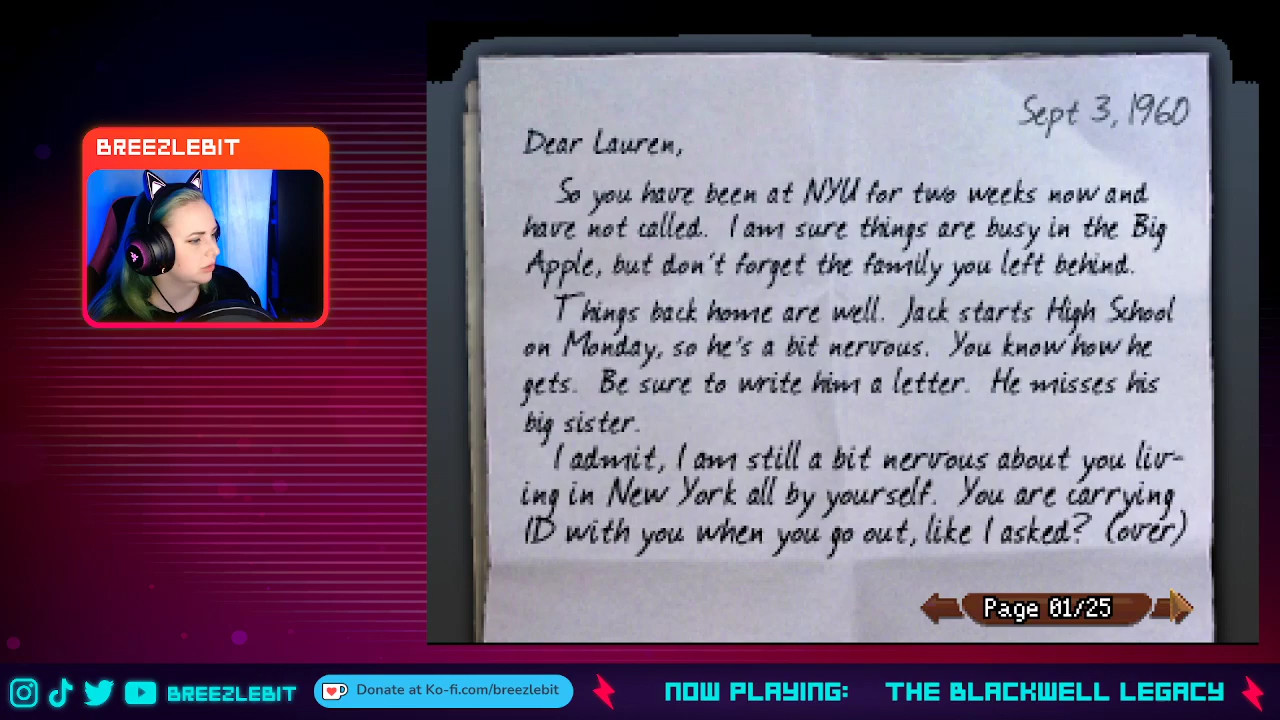 BREEZLEBIT
Sept 3, 1960
Dear Lauren,
So you have been at NYU for two weeks now and
have not called. I am sure things are busy in the Big
Apple, but don't forget the family you left behind.
Things back home are well. Jack starts High School
on Monday, so he's a bit nervous. You know how he
gets. Be sure to write him a letter. He misses his
big sister.
I admit, I am still a bit nervous about you liv-
ing in New York all by yourself. You are carrying
ID with you when you go out, like I asked? (over)
Page 01/25
BREEZLEBIT
Donate at Ko-fi.com/breezlebit
NOW PLAYING: THE BLACKWELL LEGACY